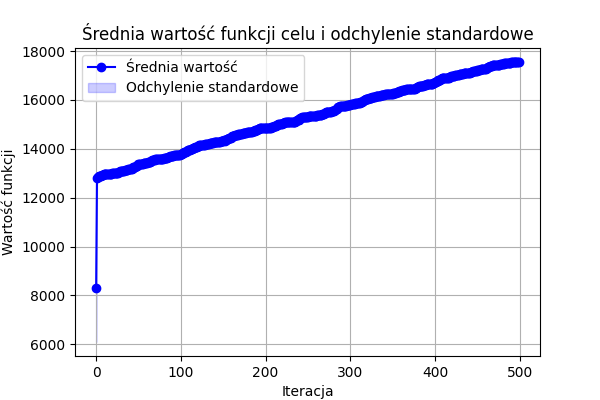 Średnia wartość funkcji celu i odchylenie standardowe
18000
16000
14000
12000
10000
8000
6000
Wartość funkcji
Średnia wartość
Odchylenie standardowe
0 100 200 300 400 500
Iteracja